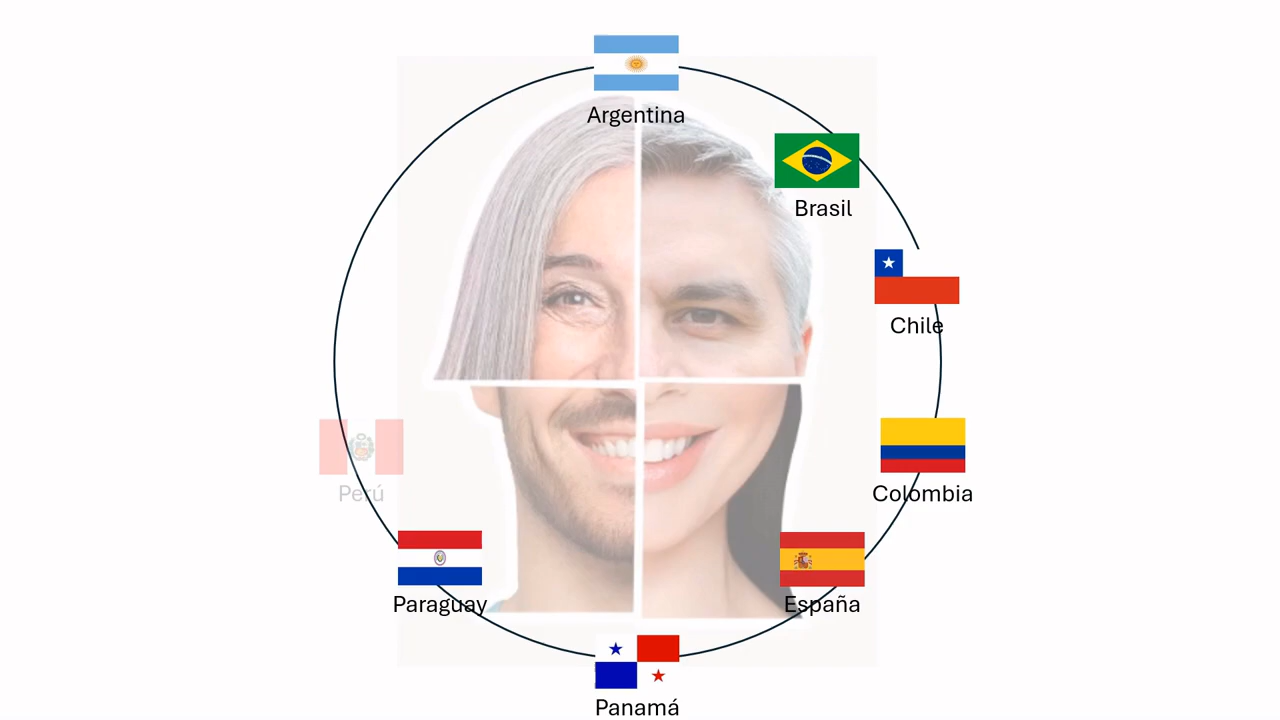 Argentina
Brasil
Chile
Colombia
España
Panamá
Paraguay
Perú